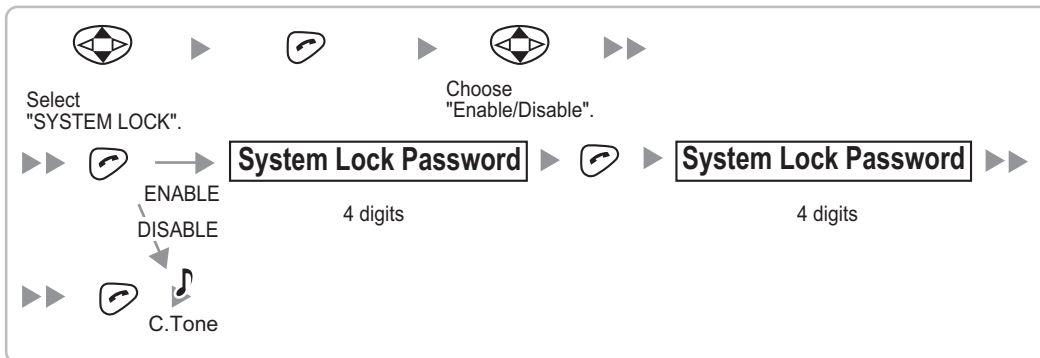 Select
"SYSTEM LOCK".
Choose
"Enable/Disable".
System Lock Password
System Lock Password
ENABLE
4 digits
4 digits
DISABLE
C.Tone